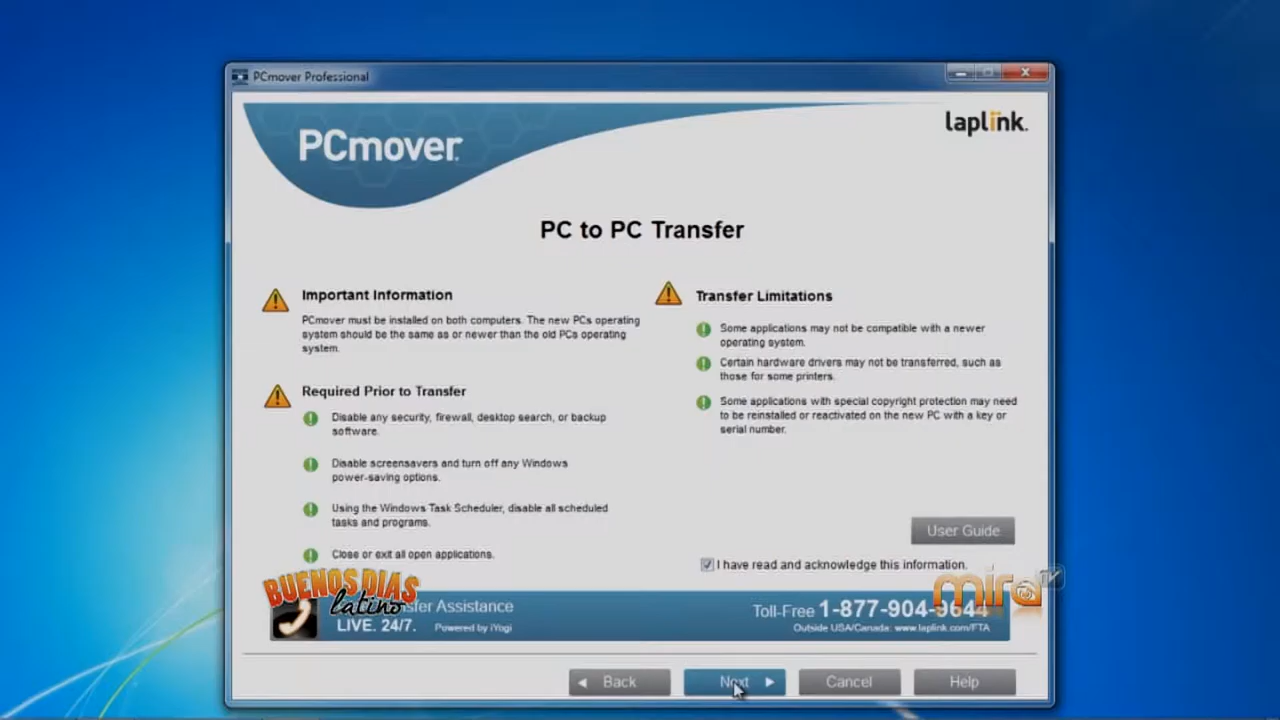 PCmover Professional
PCmover
laplink.
PC to PC Transfer
Important Information
PCmover must be installed on both computers. The new PCs operating
system should be the same as or newer than the old PCs operating
system.
Required Prior to Transfer
Disable any security, firewall, desktop search, or backup
software.
Disable screensavers and turn off any Windows
power-saving options.
Using the Windows Task Scheduler, disable all scheduled
tasks and programs.
Close or exit all open applications.
Transfer Limitations
Some applications may not be compatible with a newer
operating system.
Certain hardware drivers may not be transferred, such as
those for some printers.
Some applications with special copyright protection may need
to be reinstalled or reactivated on the new PC with a key or
serial number.
User Guide
I have read and acknowledge this information.
BUENOS DIAS
latino
sfer Assistance
LIVE. 24/7. Powered by iYogi
Toll-Free 1-877-904-9644
Outside USA/Canada: www.laplink.com/FTA
mira TV
Back
Next
Cancel
Help